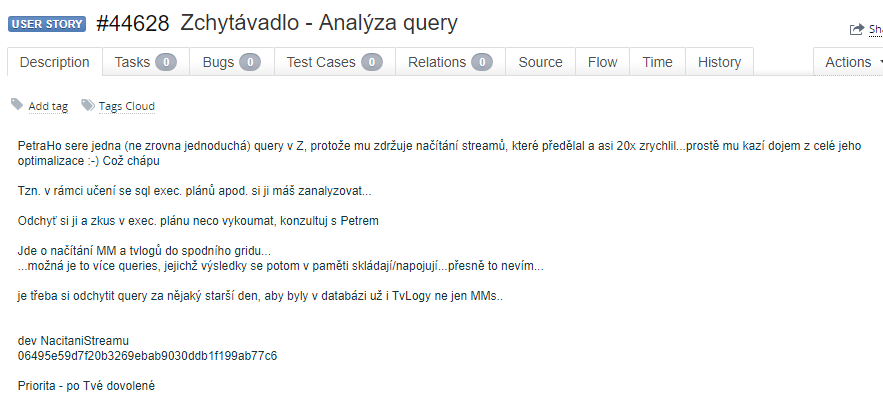 USER STORY #44628 Zchytávadlo - Analýza query
Description Tasks 0 Bugs 0 Test Cases 0 Relations 0 Source Flow Time History Actions
Add tag Tags Cloud
PetraHo sere jedna (ne zrovna jednoduchá) query v Z, protože mu zdržuje načítání streamů, které předělal a asi 20x zrychlil...prostě mu kazí dojem z celé jeho
optimalizace :-) Což chápu
Tzn. v rámci učení se sql exec. plánů apod. si ji máš zanalyzovat...
Odchyť si ji a zkus v exec. plánu neco vykoumat, konzultuj s Petrem
Jde o načítání MM a tvlogů do spodního gridu...
...možná je to více queries, jejichž výsledky se potom v paměti skládají/napojují...přesně to nevím...
je třeba si odchytit query za nějaký starší den, aby byly v databázi už i TvLogy ne jen MMs..
dev NacitaniStreamu
06495e59d7f20b3269ebab9030ddb1f199ab77c6
Priorita - po Tvé dovolené